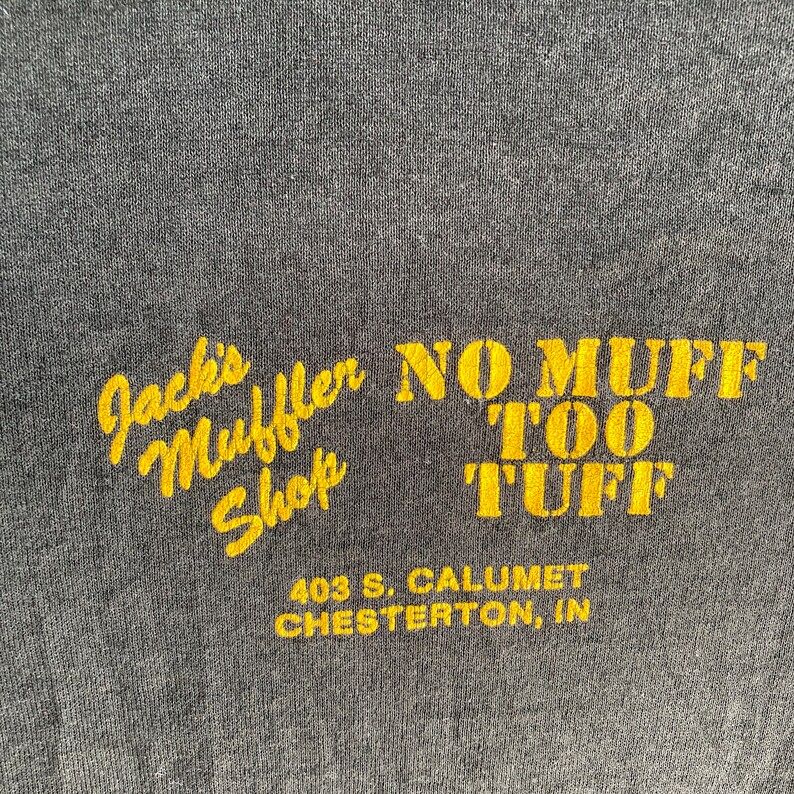 Jack's
Muffler
Shop
NO MUFF
TOO
TUFF
403 S. CALUMET
CHESTERTON, IN